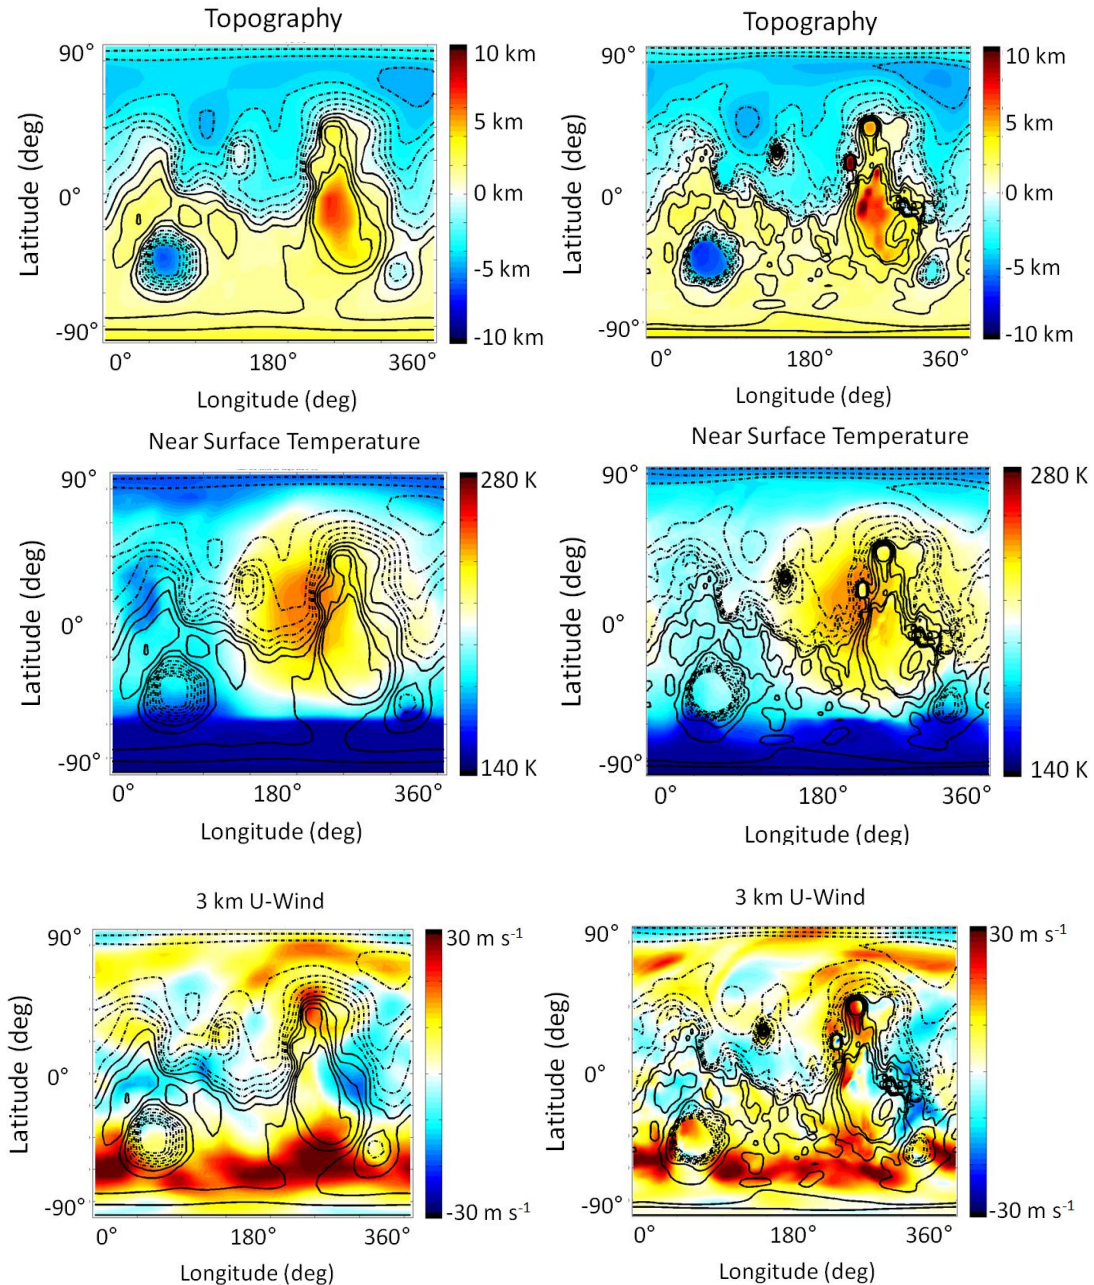 Topography
90°
0°
-90°
Latitude (deg)
0°
180°
360°
Longitude (deg)
10 km
5 km
0 km
-5 km
-10 km
Topography
90°
0°
-90°
Latitude (deg)
0°
180°
360°
Longitude (deg)
10 km
5 km
0 km
-5 km
-10 km
Near Surface Temperature
90°
0°
-90°
Latitude (deg)
0°
180°
360°
Longitude (deg)
280 K
140 K
Near Surface Temperature
90°
0°
-90°
Latitude (deg)
0°
180°
360°
Longitude (deg)
280 K
140 K
3 km U-Wind
90°
0°
-90°
Latitude (deg)
0°
180°
360°
Longitude (deg)
30 m s⁻¹
-30 m s⁻¹
3 km U-Wind
90°
0°
-90°
Latitude (deg)
0°
180°
360°
Longitude (deg)
30 m s⁻¹
-30 m s⁻¹